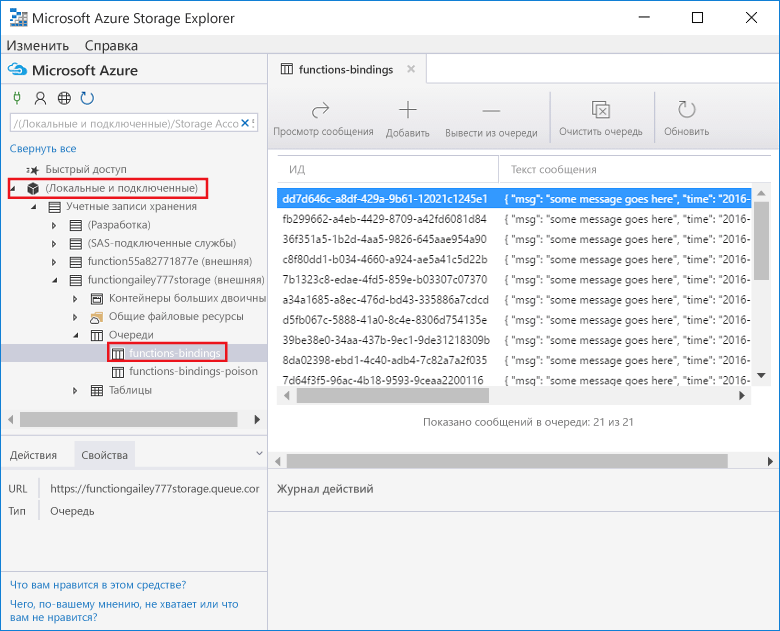 Microsoft Azure Storage Explorer
Изменить Справка
Microsoft Azure
/(Локальные и подключенные)/Storage Acco
Свернуть все
Быстрый доступ
(Локальные и подключенные)
Учетные записи хранения
(Разработка)
(SAS-подключенные службы)
function55a82771877e (внешняя)
functiongailey777storage (внешняя)
Контейнеры больших двоичны
Общие файловые ресурсы
Очереди
functions-bindings
functions-bindings-poison
Таблицы
Действия Свойства
URL https://functiongailey777storage.queue.cor
Тип Очередь
Что вам нравится в этом средстве?
Чего, по-вашему мнению, не хватает или что
вам не нравится?
functions-bindings
Просмотр сообщения Добавить Вывести из очереди Очистить очередь Обновить
ИД Текст сообщения
dd7d646c-a8df-429a-9b61-12021c1245e1 { "msg": "some message goes here", "time": "2016-
fb299662-a4eb-4429-8709-a42fd6081d84 { "msg": "some message goes here", "time": "2016-
36f351a5-1b2d-4aa5-9826-645aae954a90 { "msg": "some message goes here", "time": "2016-
c8f80dd1-b034-4660-a924-ae5a41c5d22b { "msg": "some message goes here", "time": "2016-
7b1323c8-edae-4fd5-859e-b03307c07370 { "msg": "some message goes here", "time": "2016-
a34a1685-a8ec-476d-bd43-335886a7cdcd { "msg": "some message goes here", "time": "2016-
d5fb067c-5888-41a0-8c4e-8306d754135e { "msg": "some message goes here", "time": "2016-
39be38e0-34aa-437b-9ec1-9de31218309b { "msg": "some message goes here", "time": "2016-
8da02398-ebd1-4c40-adb4-7c82a7a2f035 { "msg": "some message goes here", "time": "2016-
7d64f3f5-96ac-4b18-9593-9ceaa2200116 { "msg": "some message goes here", "time": "2016-
Показано сообщений в очереди: 21 из 21
Журнал действий